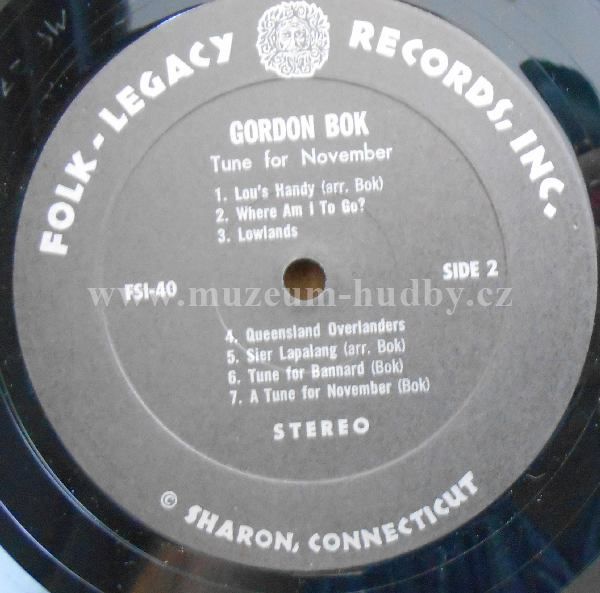 FOLK-LEGACY RECORDS, INC.
GORDON BOK
Tune for November
1. Lou's Handy (arr. Bok)
2. Where Am I To Go?
3. Lowlands
FSI-40
SIDE 2
www.muzeum-hudby.cz
4. Queensland Overlanders
5. Sier Lapalang (arr. Bok)
6. Tune for Bannard (Bok)
7. A Tune for November (Bok)
STEREO
© SHARON, CONNECTICUT